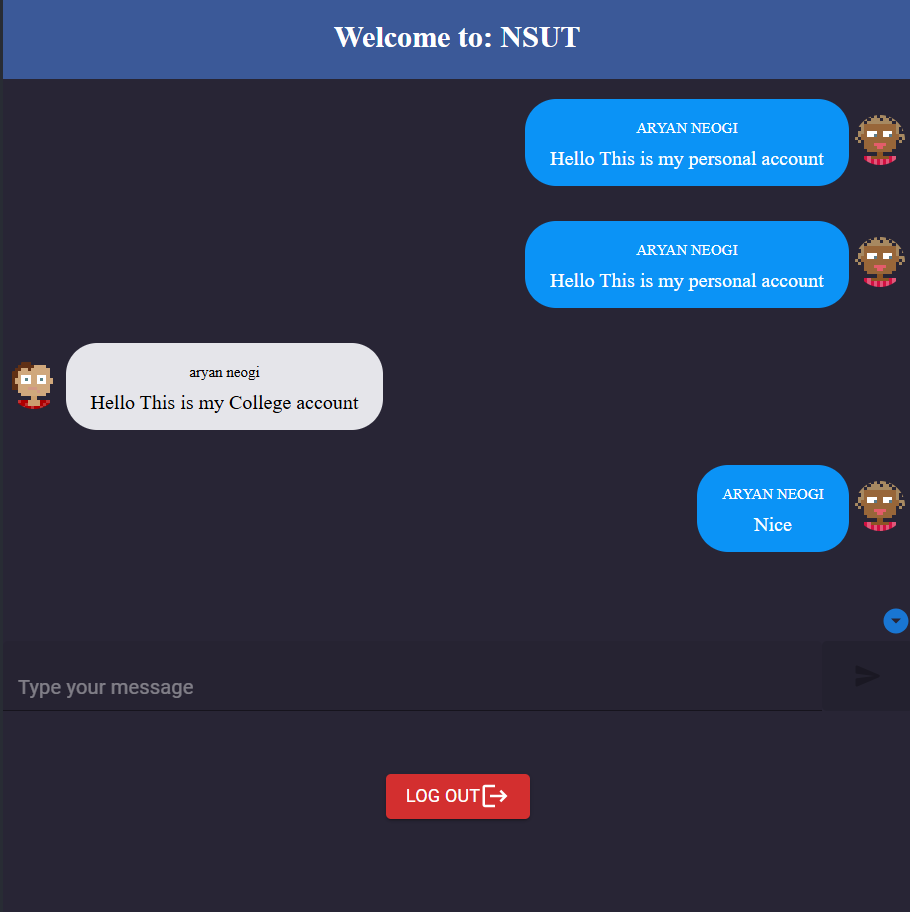 Welcome to: NSUT
ARYAN NEOGI
Hello This is my personal account
ARYAN NEOGI
Hello This is my personal account
aryan neogi
Hello This is my College account
ARYAN NEOGI
Nice
Type your message
LOG OUT